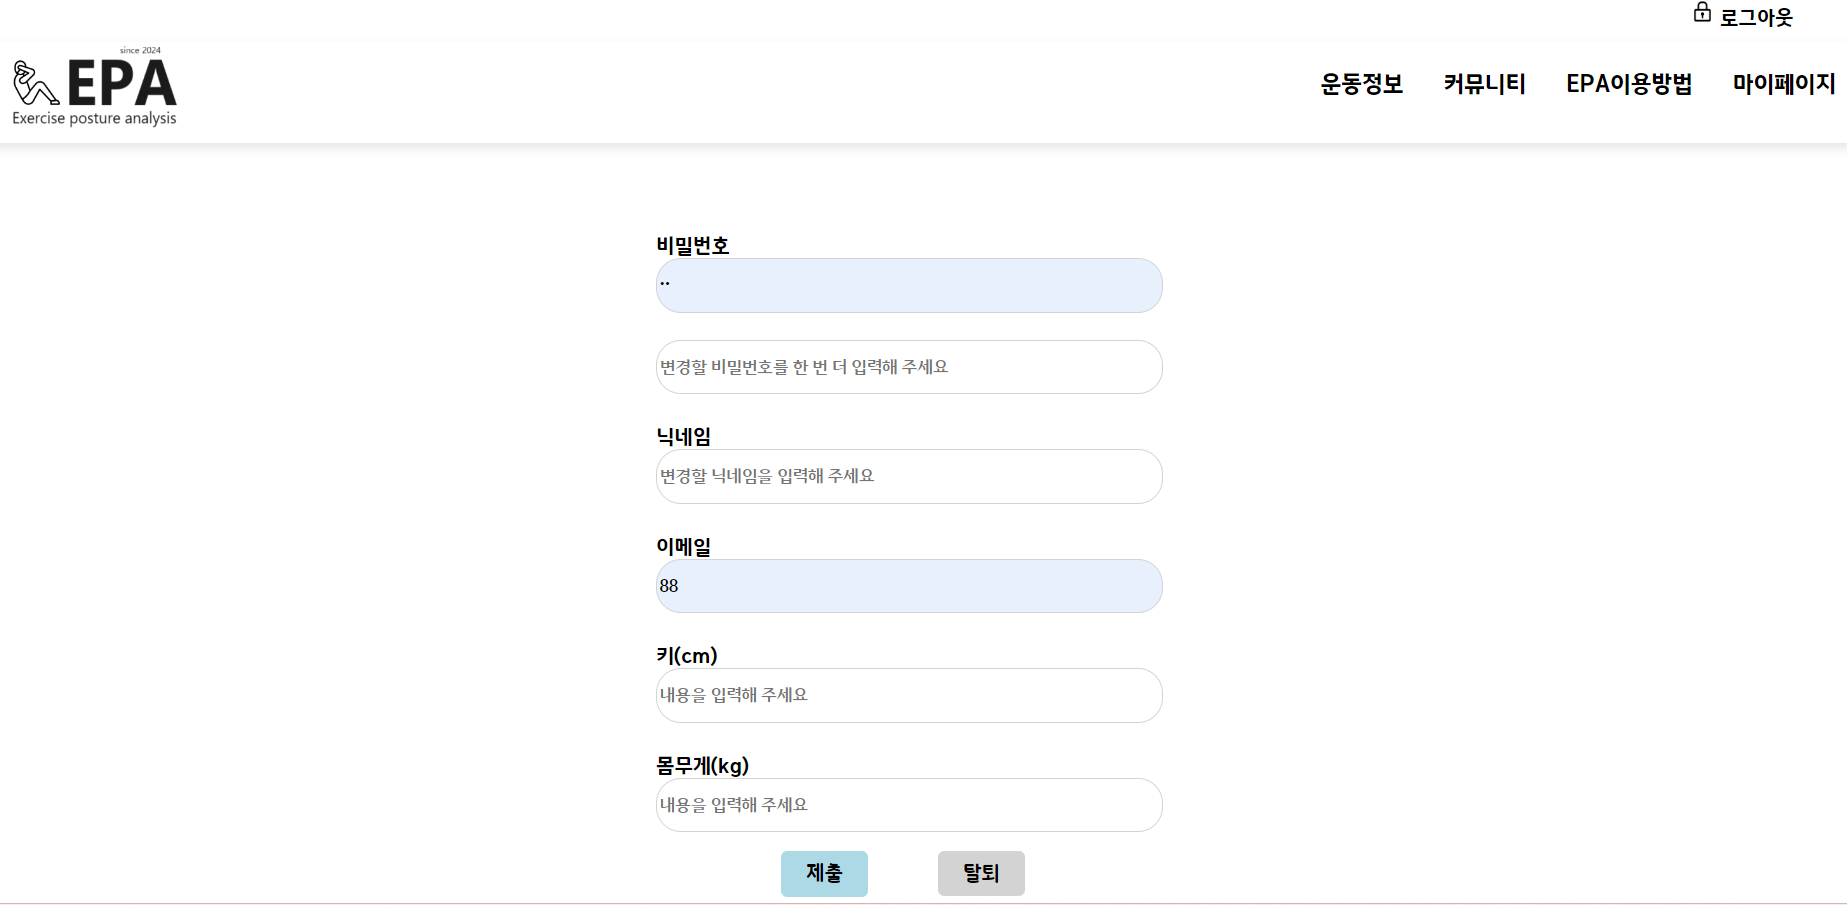 로그아웃
since 2024
EPA
Exercise posture analysis
운동정보 커뮤니티 EPA이용방법 마이페이지
비밀번호
••
변경할 비밀번호를 한 번 더 입력해 주세요
닉네임
변경할 닉네임을 입력해 주세요
이메일
88
키(cm)
내용을 입력해 주세요
몸무게(kg)
내용을 입력해 주세요
제출 탈퇴